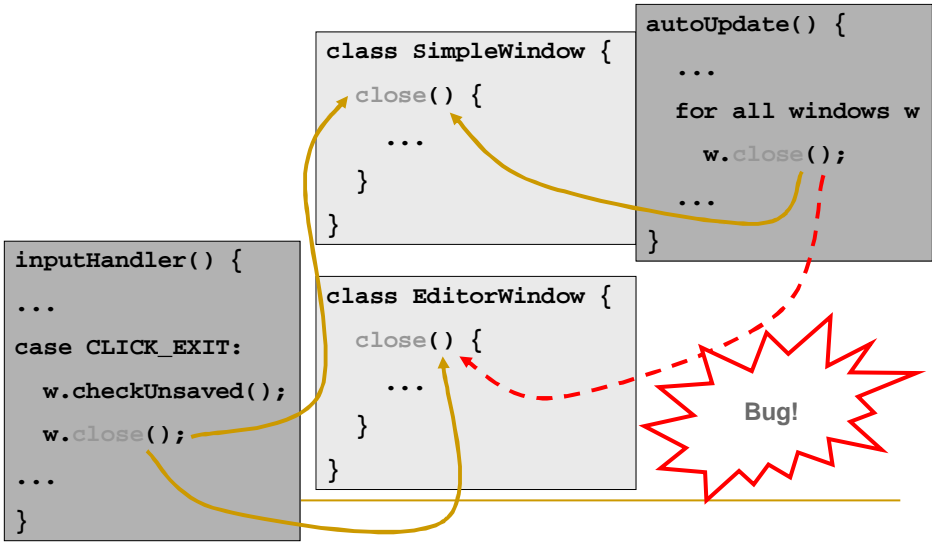 class SimpleWindow {
close() {
...
}
}
autoUpdate() {
...
for all windows w
w.close();
...
}
inputHandler() {
...
case CLICK_EXIT:
w.checkUnsaved();
w.close();
...
}
class EditorWindow {
close() {
...
}
}
Bug!